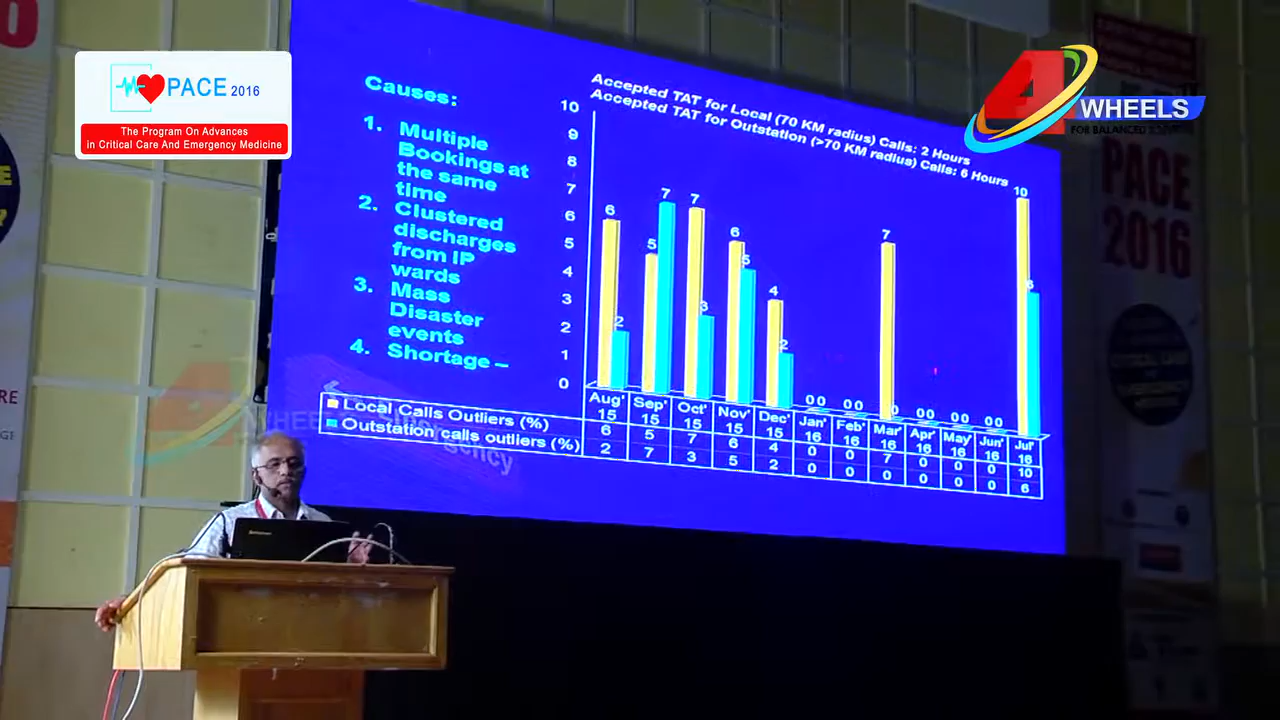 PACE 2016
The Program On Advances
in Critical Care And Emergency Medicine
4 WHEELS
PACE
2016
Causes:
1. Multiple
Bookings at
the same
time
2. Clustered
discharges
from IP
wards
3. Mass
Disaster
events
4. Shortage –
Accepted TAT for Local (70 KM radius) Calls: 2 Hours
Accepted TAT for Outstation (>70 KM radius) Calls: 6 Hours
10
9
8
7
6
5
4
3
2
1
0
6 2 5 7 7 3 6 5 4 2 0 0 0 0 7 0 0 0 0 0 0 0 10 6
Aug' 15 Sep' 15 Oct' 15 Nov' 15 Dec' 15 Jan' 16 Feb' 16 Mar' 16 Apr' 16 May' 16 Jun' 16 Jul' 16
Local Calls Outliers (%) 6 5 7 6 4 0 0 7 0 0 0 10
Outstation calls outliers (%) 2 7 3 5 2 0 0 0 0 0 0 6
WHEELS